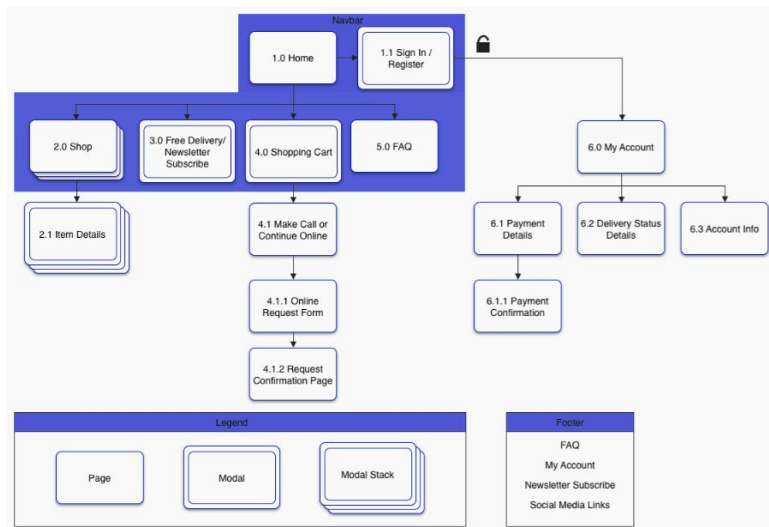 Navbar
1.0 Home
1.1 Sign In /
Register
2.0 Shop
3.0 Free Delivery/
Newsletter
Subscribe
4.0 Shopping Cart
5.0 FAQ
6.0 My Account
2.1 Item Details
4.1 Make Call or
Continue Online
6.1 Payment
Details
6.2 Delivery Status
Details
6.3 Account Info
4.1.1 Online
Request Form
6.1.1 Payment
Confirmation
4.1.2 Request
Confirmation Page
Legend
Page
Modal
Modal Stack
Footer
FAQ
My Account
Newsletter Subscribe
Social Media Links